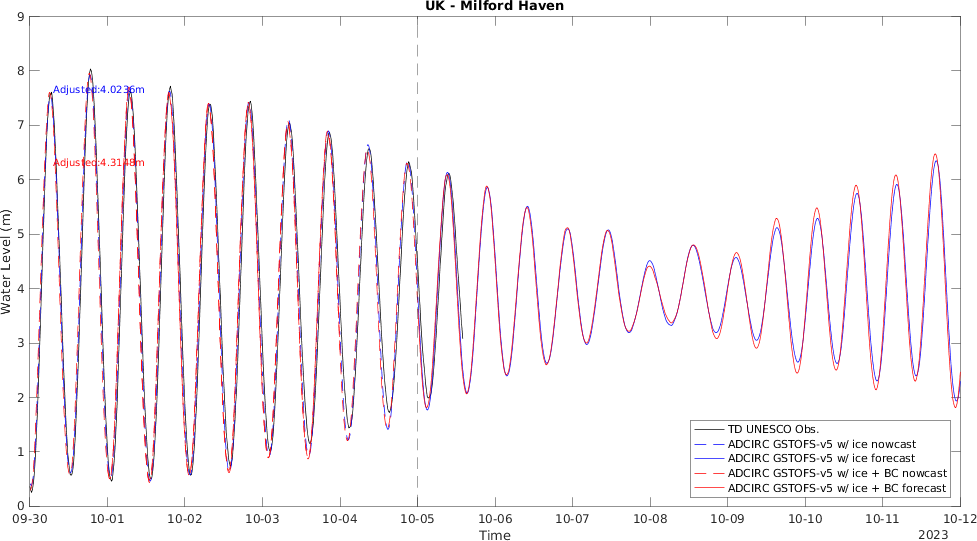 UK - Milford Haven
9
8
7
6
5
4
3
2
1
0
Water Level (m)
Adjusted:4.0236m
Adjusted:4.3148m
TD UNESCO Obs.
ADCIRC GSTOFS-v5 w/ ice nowcast
ADCIRC GSTOFS-v5 w/ ice forecast
ADCIRC GSTOFS-v5 w/ ice + BC nowcast
ADCIRC GSTOFS-v5 w/ ice + BC forecast
09-30 10-01 10-02 10-03 10-04 10-05 10-06 10-07 10-08 10-09 10-10 10-11 10-12
Time
2023